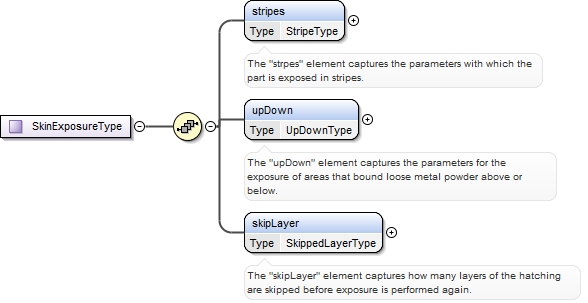 stripes
Type StripeType
The "strpes" element captures the parameters with which the
part is exposed in stripes.
SkinExposureType
upDown
Type UpDownType
The "upDown" element captures the parameters for the
exposure of areas that bound loose metal powder above or
below.
skipLayer
Type SkippedLayerType
The "skipLayer" element captures how many layers of the hatching
are skipped before exposure is performed again.